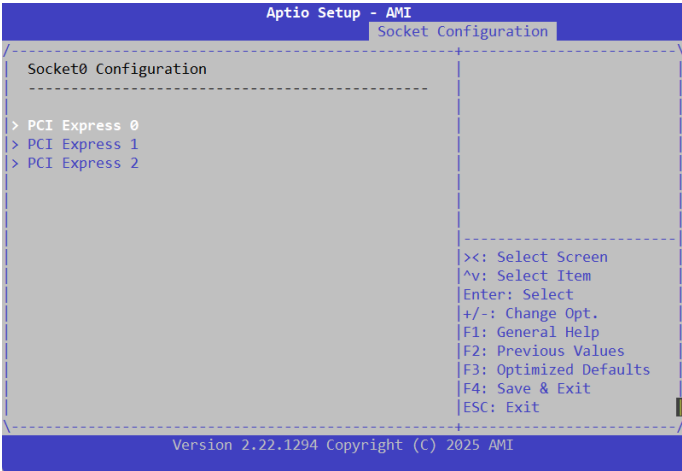 Aptio Setup - AMI
Socket Configuration
Socket0 Configuration
> PCI Express 0
> PCI Express 1
> PCI Express 2
><: Select Screen
^v: Select Item
Enter: Select
+/-: Change Opt.
F1: General Help
F2: Previous Values
F3: Optimized Defaults
F4: Save & Exit
ESC: Exit
Version 2.22.1294 Copyright (C) 2025 AMI